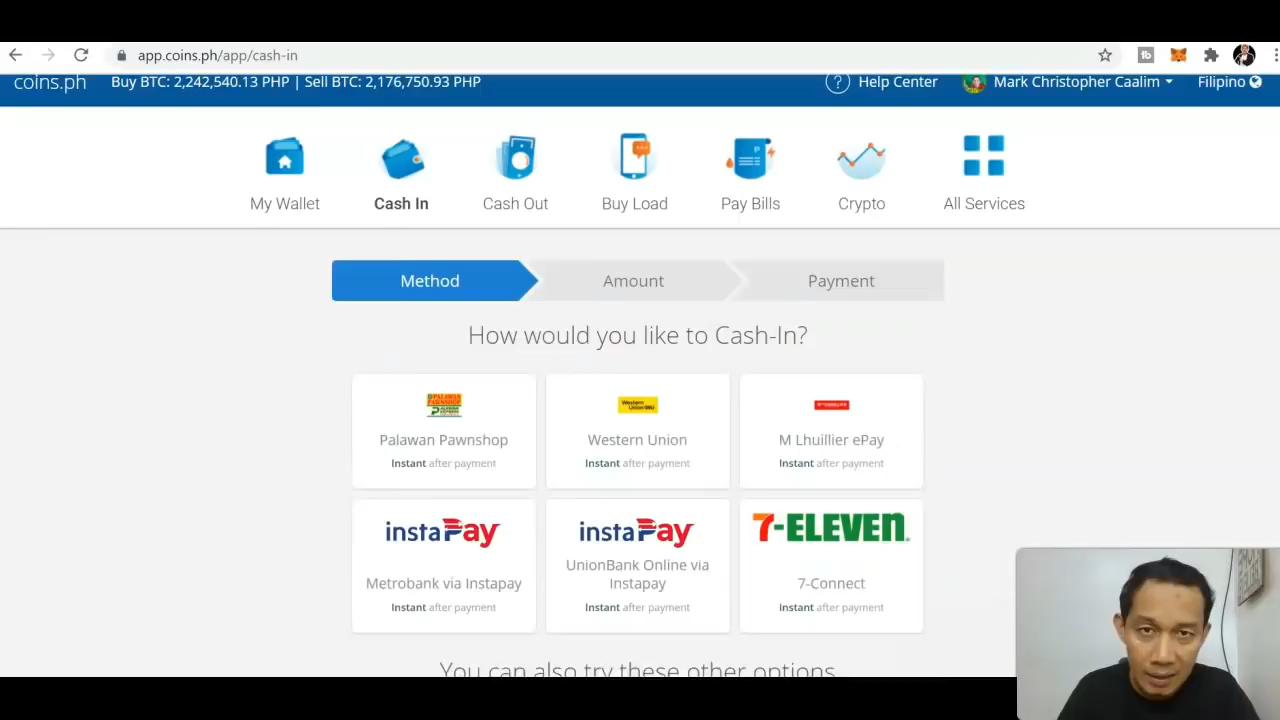 app.coins.ph/app/cash-in
coins.ph
Buy BTC: 2,242,540.13 PHP | Sell BTC: 2,176,750.93 PHP
? Help Center
Mark Christopher Caalim
Filipino
My Wallet
Cash In
Cash Out
Buy Load
Pay Bills
Crypto
All Services
Method
Amount
Payment
How would you like to Cash-In?
PALAWAN
PAWNSHOP
Palawan Pawnshop
Instant after payment
Western
Union WU
Western Union
Instant after payment
M Lhuillier ePay
Instant after payment
instaPay
Metrobank via Instapay
Instant after payment
instaPay
UnionBank Online via
Instapay
Instant after payment
7-ELEVEN.
7-Connect
Instant after payment
You can also try these other options